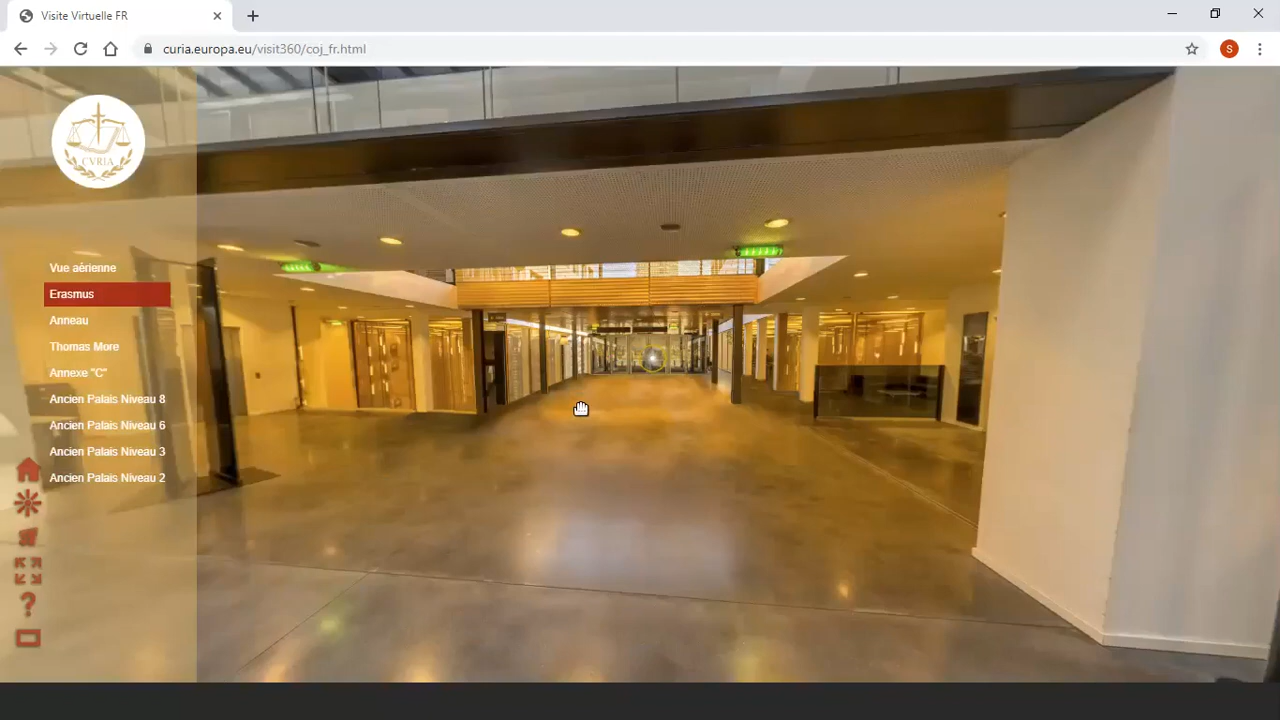 Visite Virtuelle FR
curia.europa.eu/visit360/coj_fr.html
S
CVRIA
Vue aérienne
Erasmus
Anneau
Thomas More
Annexe "C"
Ancien Palais Niveau 8
Ancien Palais Niveau 6
Ancien Palais Niveau 3
Ancien Palais Niveau 2
?